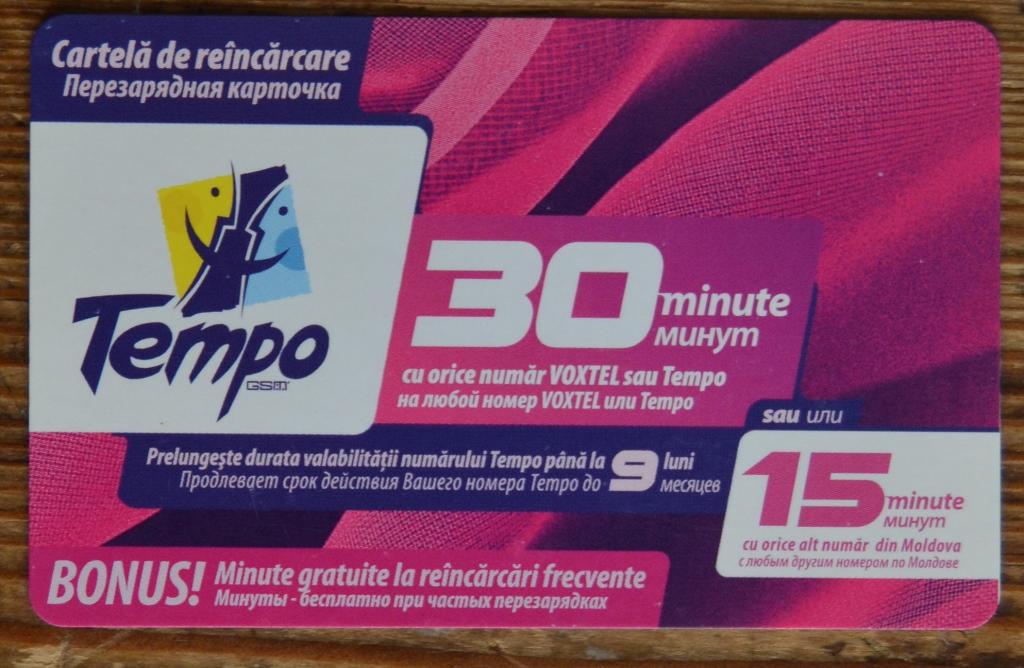 Cartelă de reîncărcare
Перезарядная карточка
Tempo
GSM
30 minute
минут
cu orice număr VOXTEL sau Tempo
на любой номер VOXTEL или Tempo
sau или
Prelungește durata valabilității numărului Tempo până la 9 luni
Продлевает срок действия Вашего номера Tempo до 9 месяцев
15 minute
минут
cu orice alt număr din Moldova
с любым другим номером по Молдове
BONUS! Minute gratuite la reîncărcări frecvente
Минуты - бесплатно при частых перезарядках